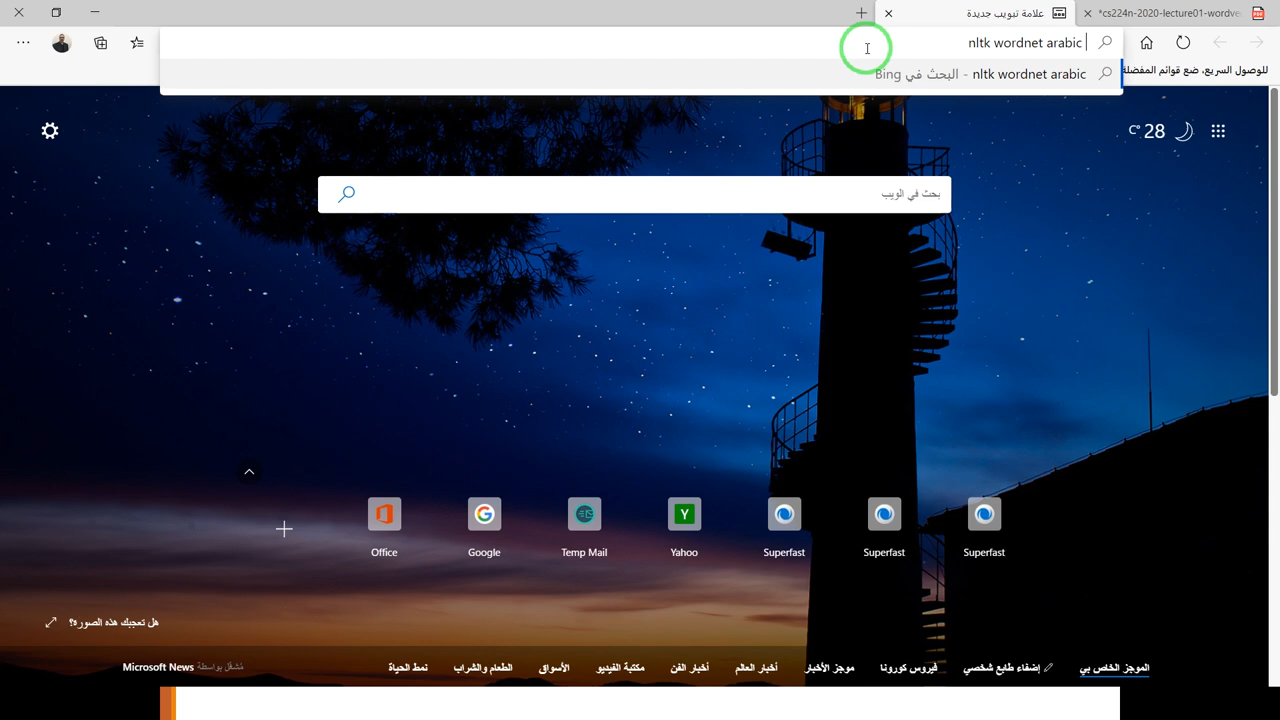 *cs224n-2020-lecture01-wordve
علامة تبويب جديدة
nltk wordnet arabic
nltk wordnet arabic - البحث في Bing
للوصول السريع، ضع قوائم المفضلة
28 °C
بحث في الويب
Office
Google
Temp Mail
Yahoo
Superfast
Superfast
Superfast
هل تعجبك هذه الصورة؟
الموجز الخاص بي
إضفاء طابع شخصي
فيروس كورونا
موجز الأخبار
أخبار العالم
أخبار الفن
مكتبة الفيديو
الأسواق
الطعام والشراب
نمط الحياة
مُشغَّل بواسطة Microsoft News